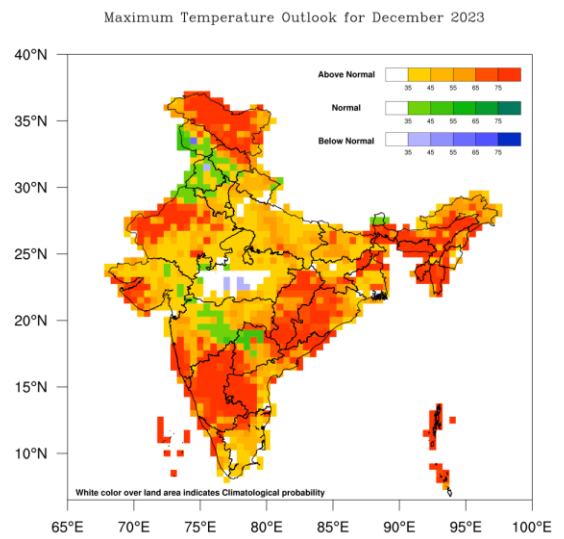 Maximum Temperature Outlook for December 2023
40°N
35°N
30°N
25°N
20°N
15°N
10°N
Above Normal
35 45 55 65 75
Normal
35 45 55 65 75
Below Normal
35 45 55 65 75
White color over land area indicates Climatological probability
65°E 70°E 75°E 80°E 85°E 90°E 95°E 100°E